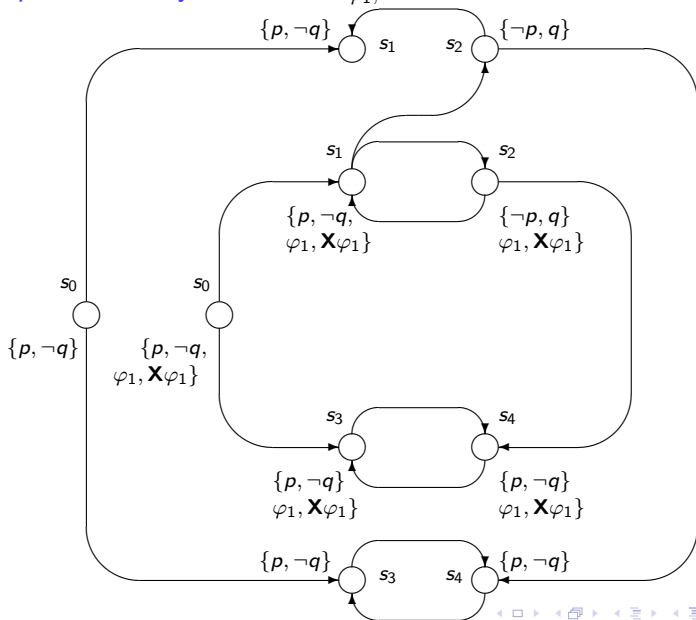 {p, ¬q} s₁ s₂ {¬p, q}
s₁ s₂
{p, ¬q, {¬p, q}
φ₁, Xφ₁} φ₁, Xφ₁}
s₀ s₀
{p, ¬q} {p, ¬q,
φ₁, Xφ₁}
s₃ s₄
{p, ¬q} {p, ¬q}
φ₁, Xφ₁} φ₁, Xφ₁}
{p, ¬q} s₃ s₄ {p, ¬q}